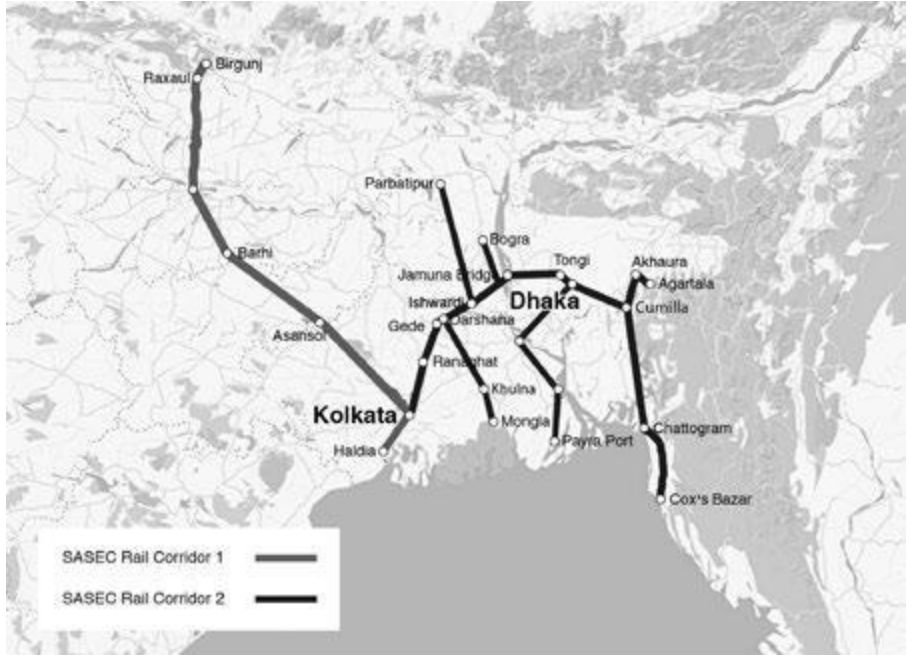 Birgunj
Raxaul
Parbatipur
Barhi
Bogra
Jamuna Bridge
Tongi
Akhaura
Agartala
Ishwardi
Dhaka
Cumilla
Gede
Darshana
Asansol
Ranaghat
Khulna
Kolkata
Mongla
Chattogram
Haldia
Payra Port
Cox's Bazar
SASEC Rail Corridor 1
SASEC Rail Corridor 2